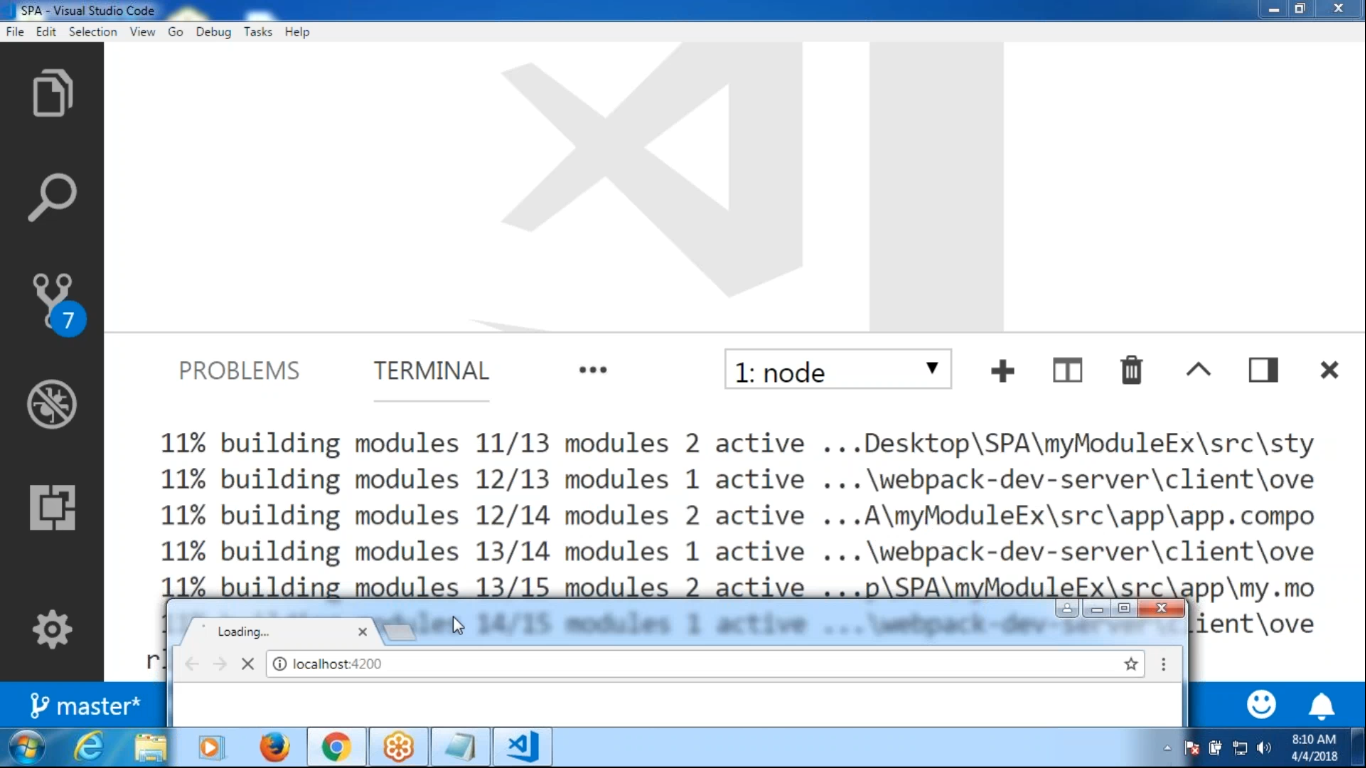 SPA - Visual Studio Code
File Edit Selection View Go Debug Tasks Help
7
PROBLEMS TERMINAL ••• 1: node
11% building modules 11/13 modules 2 active ...Desktop\SPA\myModuleEx\src\sty
11% building modules 12/13 modules 1 active ...\webpack-dev-server\client\ove
11% building modules 12/14 modules 2 active ...A\myModuleEx\src\app\app.compo
11% building modules 13/14 modules 1 active ...\webpack-dev-server\client\ove
11% building modules 13/15 modules 2 active ...p\SPA\myModuleEx\src\app\my.mo
building modules 14/15 modules 1 active ...\webpack-dev-server\client\ove
Loading...
localhost:4200
master*
8:10 AM
4/4/2018